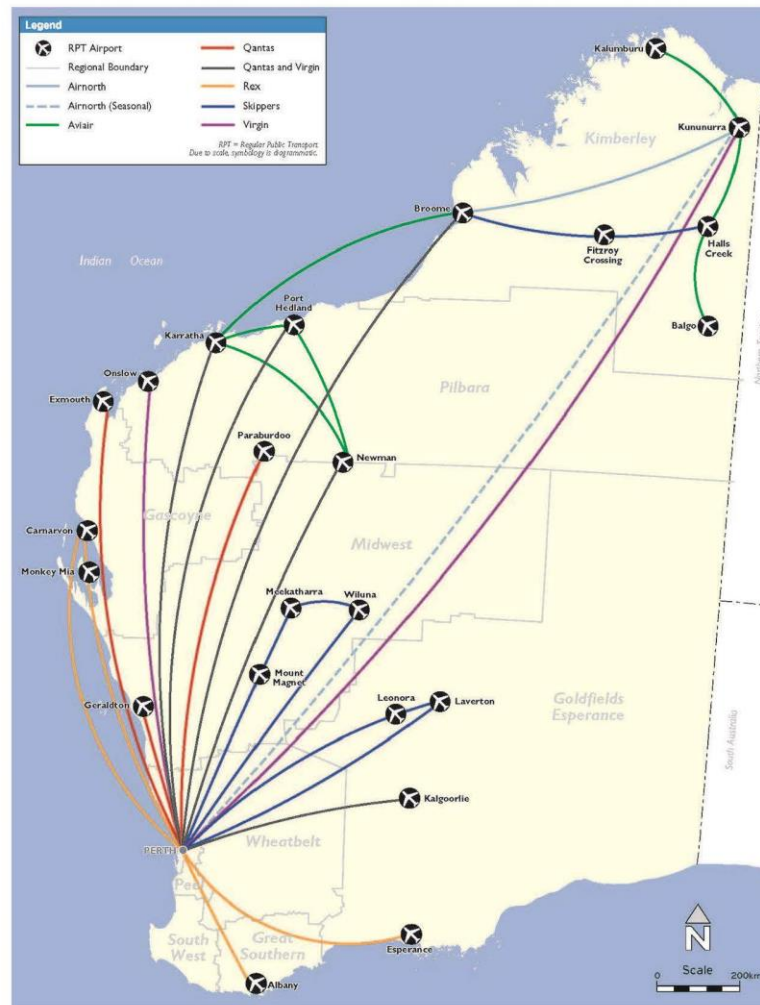 Legend
RPT Airport
Regional Boundary
Airnorth
Airnorth (Seasonal)
Aviair
Qantas
Qantas and Virgin
Rex
Skippers
Virgin
RPT = Regular Public Transport.
Due to scale, symbology is diagrammatic.
Kalumburu
Kununurra
Kimberley
Broome
Fitzroy
Crossing
Halls
Creek
Indian Ocean
Port
Hedland
Balgo
Karratha
Onslow
Pilbara
Exmouth
Paraburdoo
Newman
Gascoyne
Carnarvon
Midwest
Monkey Mia
Meekatharra
Wiluna
Mount
Magnet
Geraldton
Leonora
Laverton
Goldfields
Esperance
South Australia
Kalgoorlie
PERTH
Wheatbelt
Peel
South
West
Great
Southern
Esperance
Albany
N
Scale
0
200km